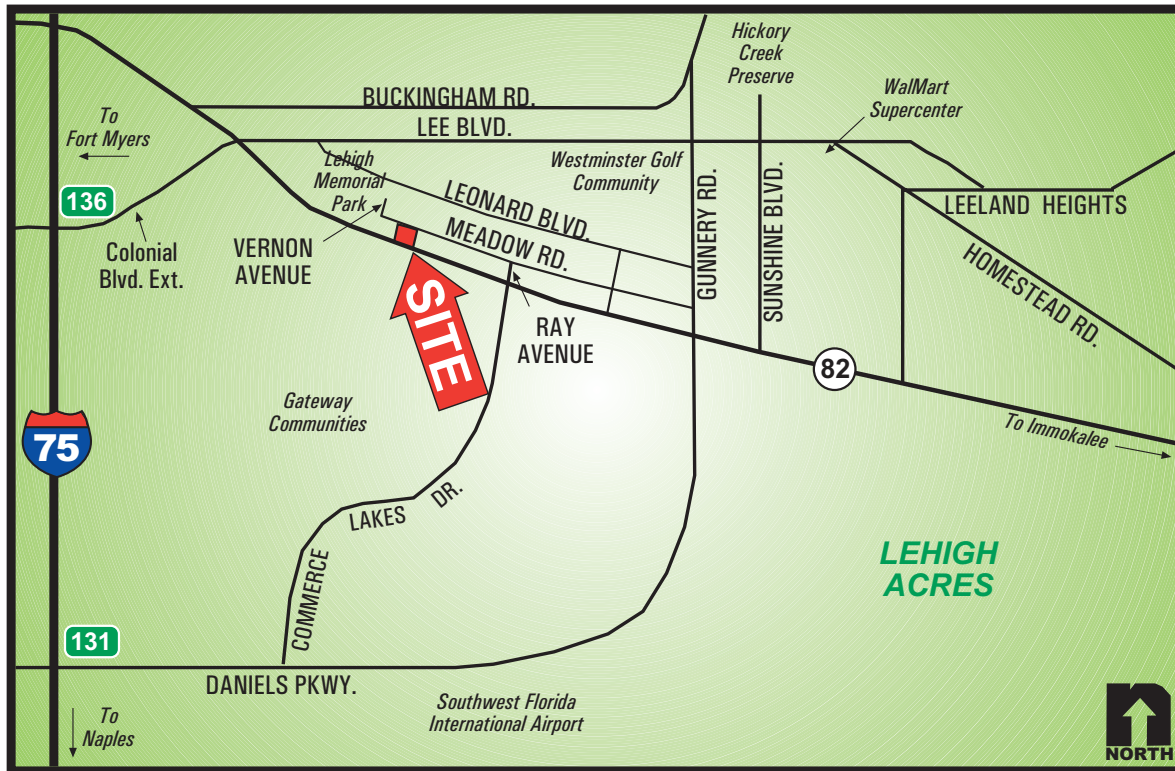 Hickory
Creek
Preserve
WalMart
Supercenter
To
Fort Myers
BUCKINGHAM RD.
LEE BLVD.
Lehigh
Memorial
Park
Westminster Golf
Community
136
LEONARD BLVD.
LEELAND HEIGHTS
Colonial
Blvd. Ext.
VERNON
AVENUE
MEADOW RD.
GUNNERY RD.
SUNSHINE BLVD.
HOMESTEAD RD.
SITE
RAY
AVENUE
82
Gateway
Communities
To Immokalee
75
LAKES
DR.
COMMERCE
LEHIGH
ACRES
131
DANIELS PKWY.
Southwest Florida
International Airport
To
Naples
n
NORTH